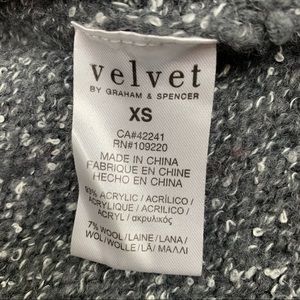 velvet
BY GRAHAM & SPENCER
XS
CA#42241
RN#109220
MADE IN CHINA
FABRIQUE EN CHINE
HECHO EN CHINA
93% ACRYLIC / ACRÍLICO /
ACRYLIQUE / ACRILICO /
ACRYL / ακρυλικός
7% WOOL / LAINE / LANA /
WOL / WOLLE / LÃ / ΜΑΛΛΙ